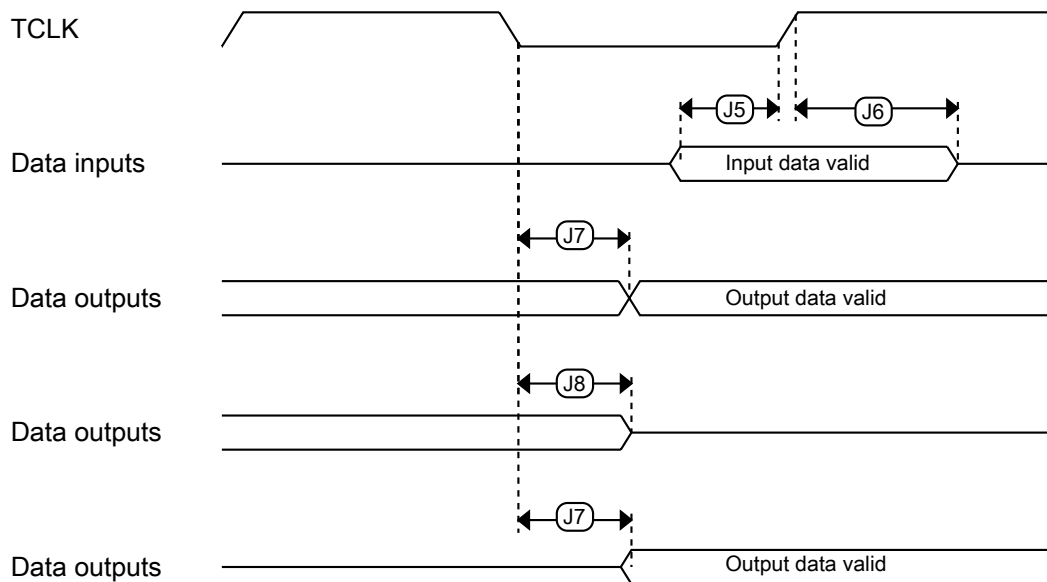 TCLK
J5
J6
Data inputs
Input data valid
J7
Data outputs
Output data valid
J8
Data outputs
J7
Data outputs
Output data valid